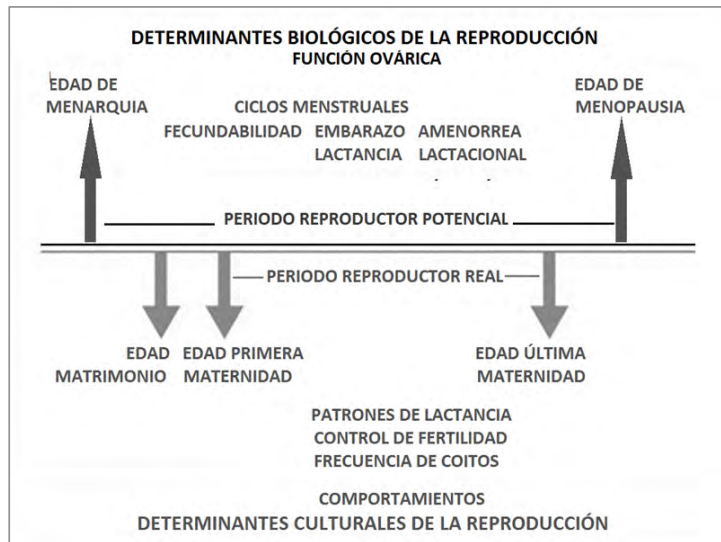 DETERMINANTES BIOLÓGICOS DE LA REPRODUCCIÓN
FUNCIÓN OVÁRICA
EDAD DE
MENARQUIA
CICLOS MENSTRUALES
FECUNDABILIDAD EMBARAZO AMENORREA
LACTANCIA LACTACIONAL
EDAD DE
MENOPAUSIA
PERIODO REPRODUCTOR POTENCIAL
PERIODO REPRODUCTOR REAL
EDAD
MATRIMONIO
EDAD PRIMERA
MATERNIDAD
EDAD ÚLTIMA
MATERNIDAD
PATRONES DE LACTANCIA
CONTROL DE FERTILIDAD
FRECUENCIA DE COITOS
COMPORTAMIENTOS
DETERMINANTES CULTURALES DE LA REPRODUCCIÓN